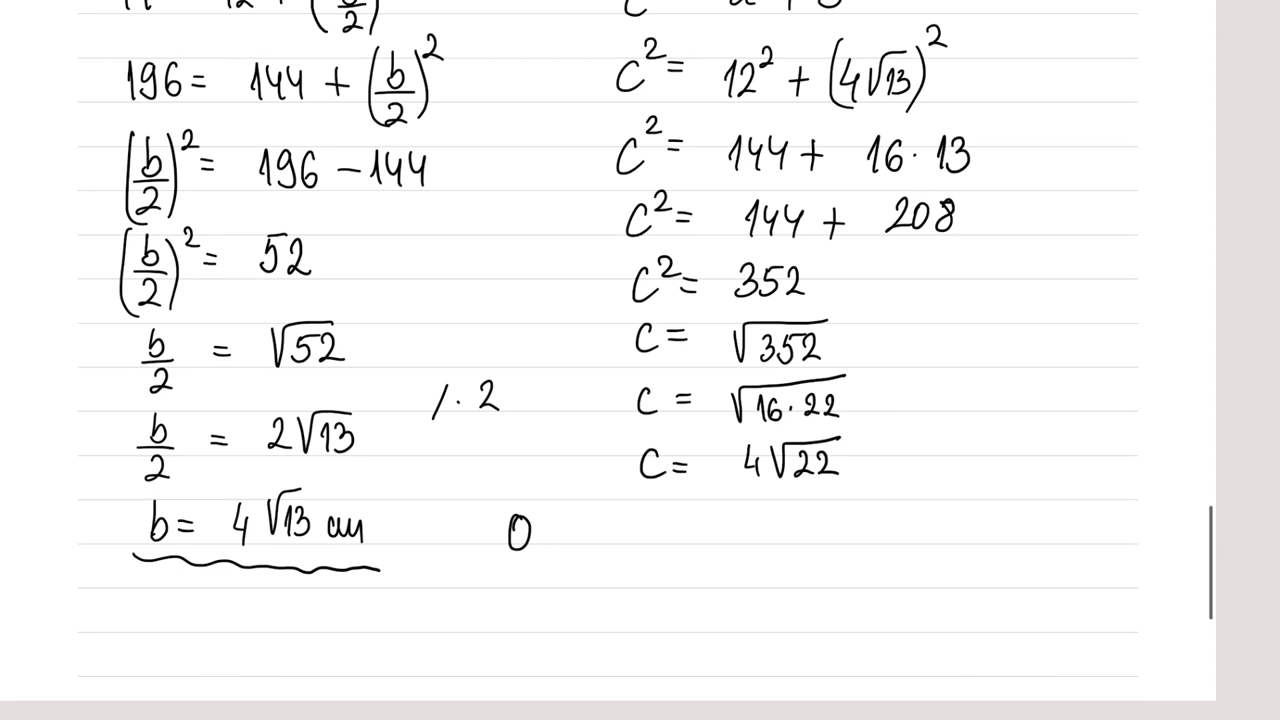 196 = 144 + (b/2)²
(b/2)² = 196 - 144
(b/2)² = 52
b/2 = √52
b/2 = 2√13 /· 2
b = 4√13 cm
O
c² = 12² + (4√13)²
c² = 144 + 16 · 13
c² = 144 + 208
c² = 352
c = √352
c = √16·22
c = 4√22